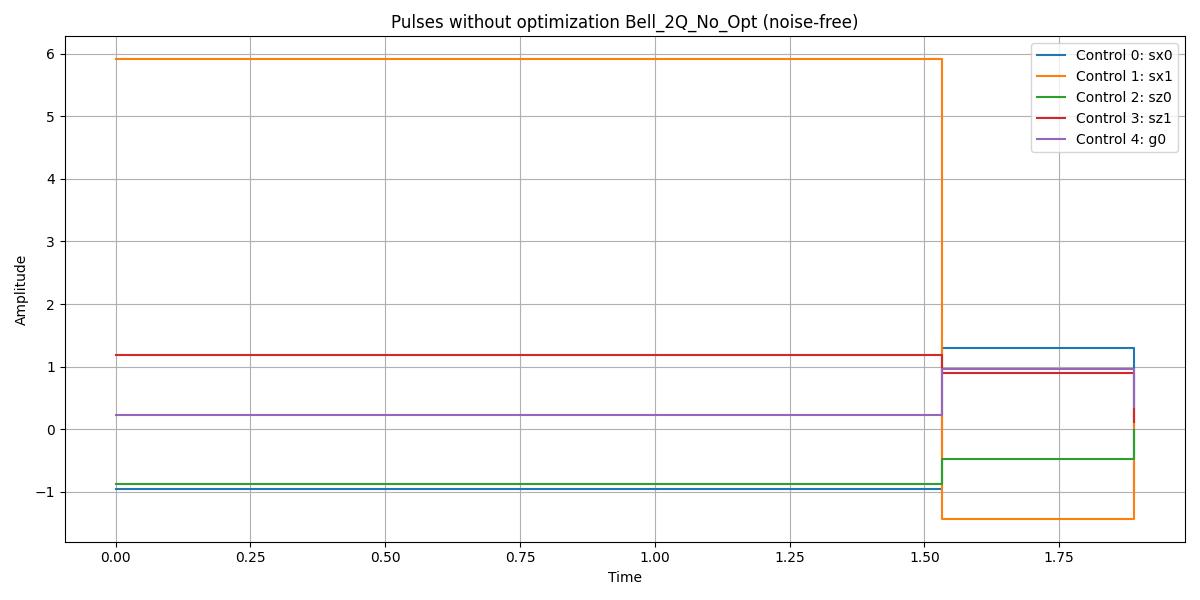 Pulses without optimization Bell_2Q_No_Opt (noise-free)
Control 0: sx0
Control 1: sx1
Control 2: sz0
Control 3: sz1
Control 4: g0
6
5
4
3
2
1
0
−1
Amplitude
0.00 0.25 0.50 0.75 1.00 1.25 1.50 1.75
Time